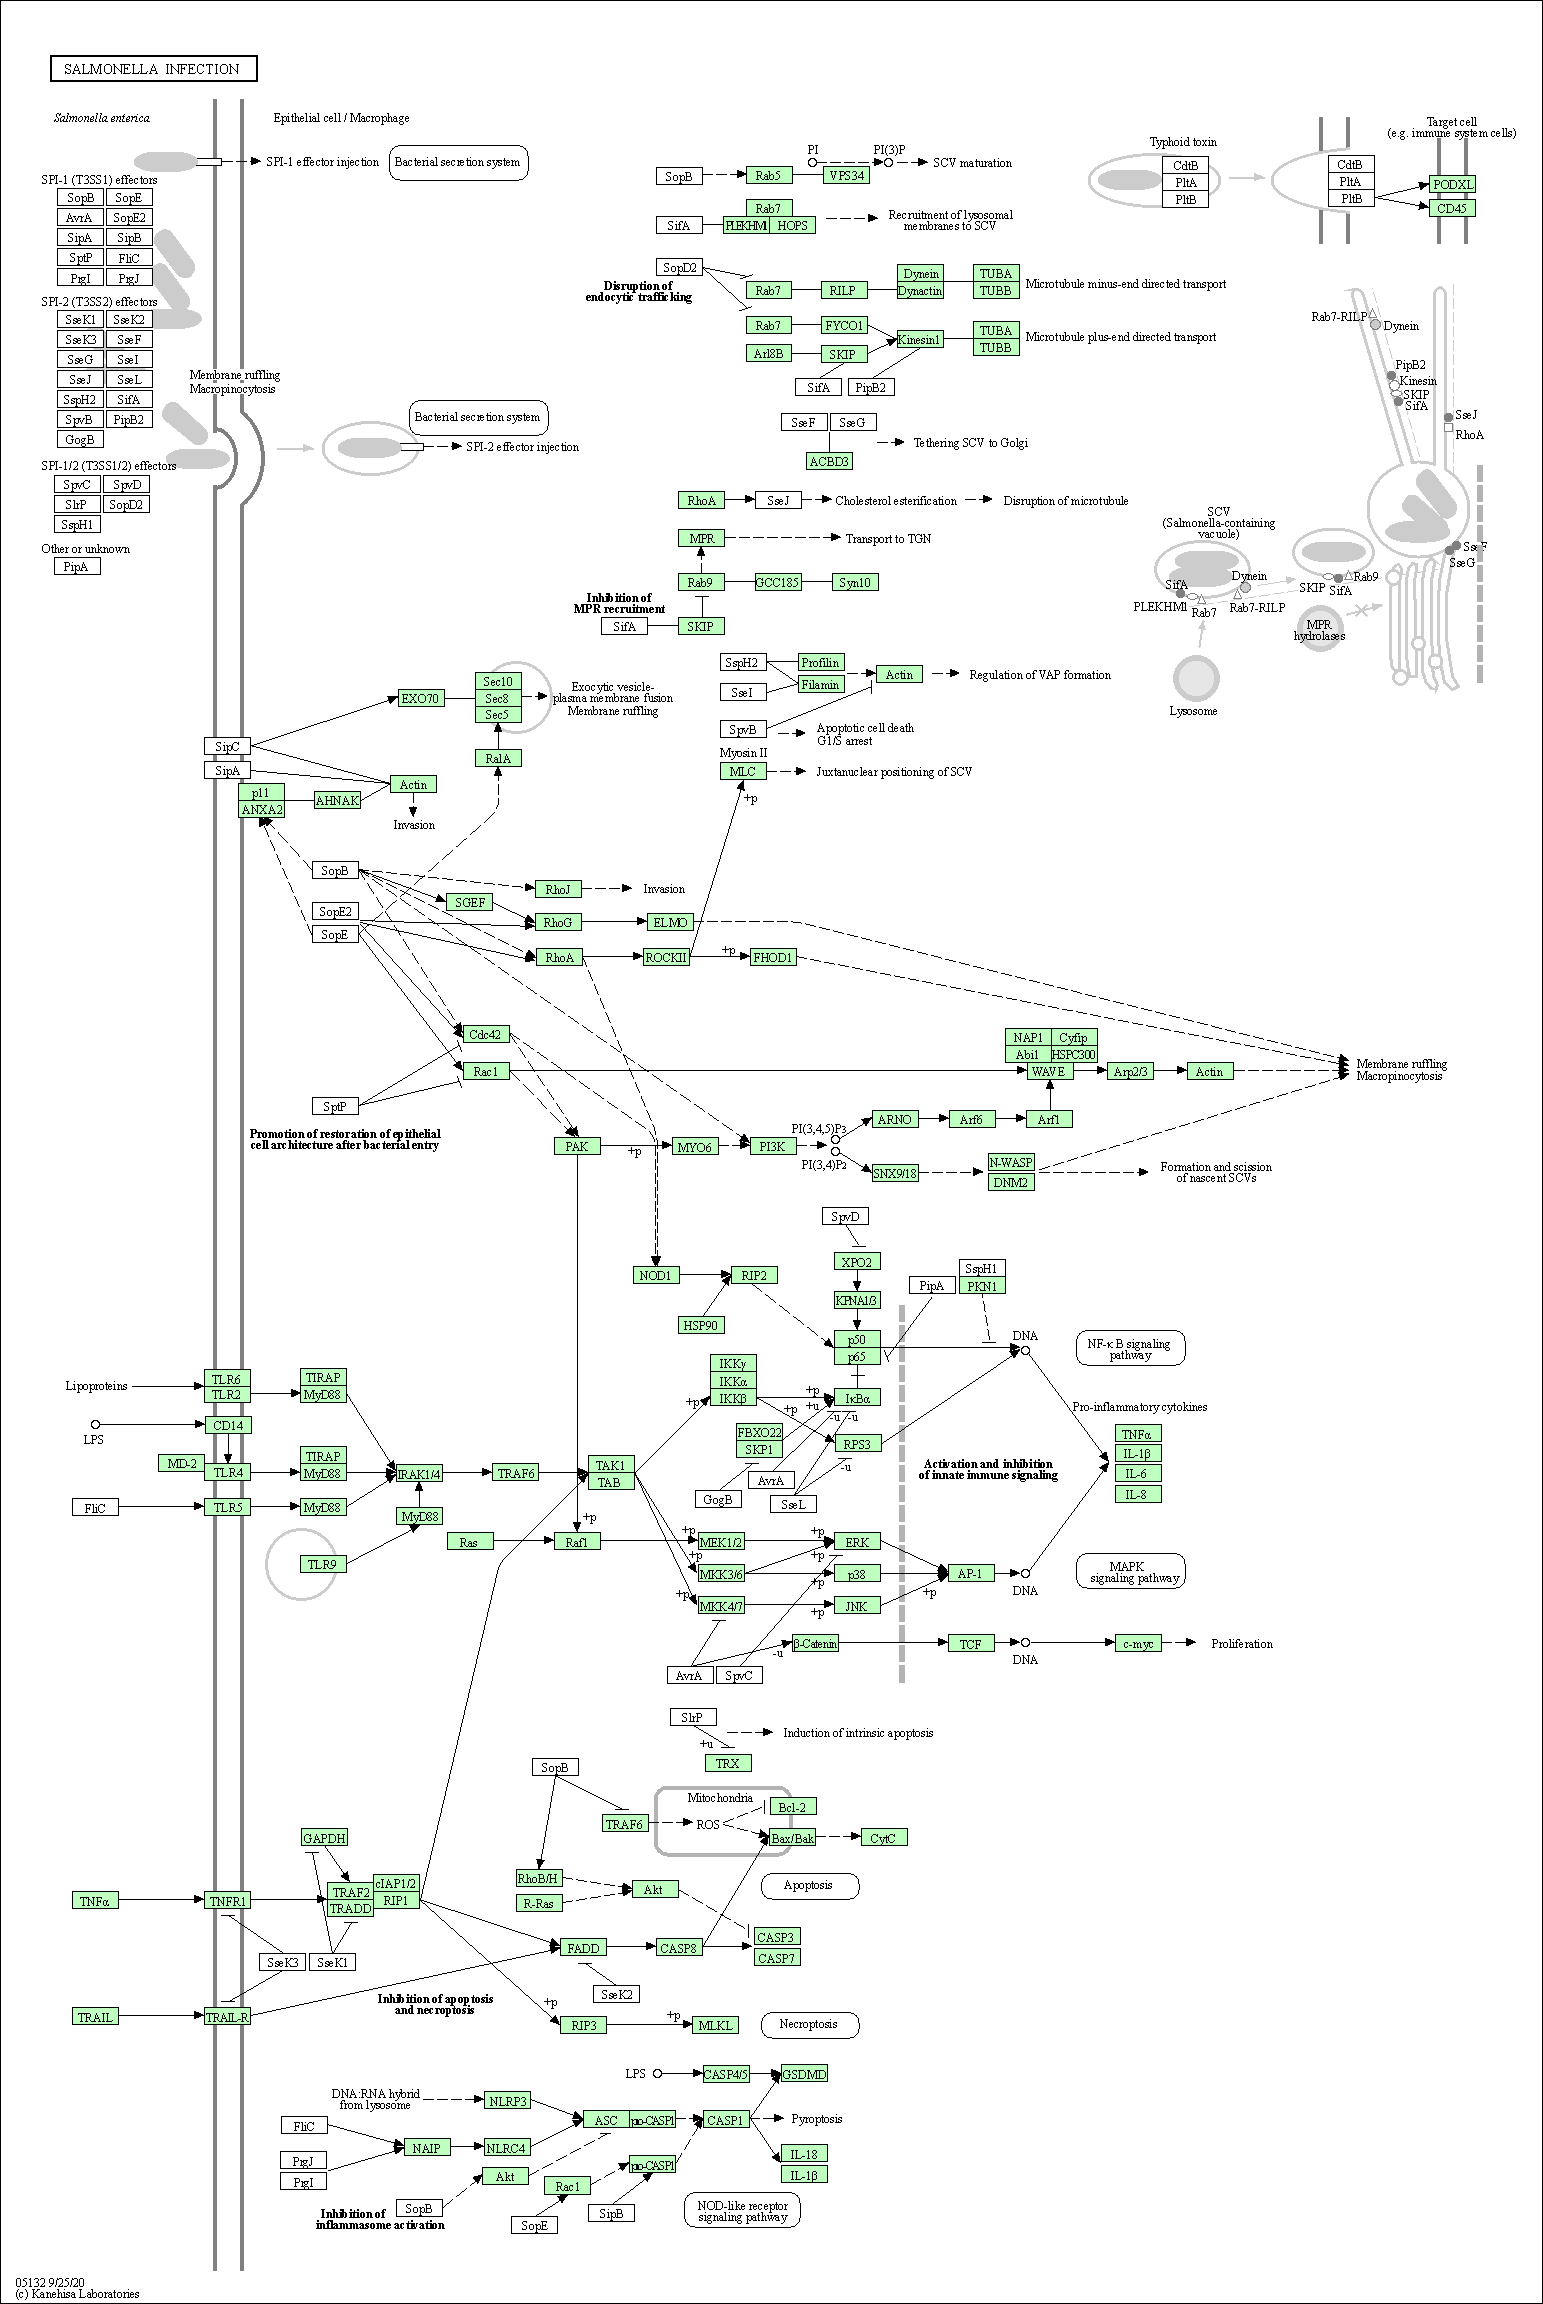 SALMONELLA INFECTION
Salmonella enterica
Epithelial cell / Macrophage
SPI-1 effector injection
Bacterial secretion system
SPI-1 (T3SS1) effectors
SopB SopE
AvrA SopE2
SipA SipB
SptP FliC
PrgI PrgJ
SPI-2 (T3SS2) effectors
SseK1 SseK2
SseK3 SseF
SseG SseI
SseJ SseL
SspH2 SifA
SpvB PipB2
GogB
SPI-1/2 (T3SS1/2) effectors
SpvC SpvD
SlrP SopD2
SspH1
Other or unknown
PipA
Membrane ruffling
Macropinocytosis
Bacterial secretion system
SPI-2 effector injection
PI PI(3)P
SCV maturation
SopB Rab5 VPS34
Rab7
SifA PLEKHM1 HOPS
Recruitment of lysosomal
membranes to SCV
SopD2
Disruption of
endocytic trafficking
Rab7 RILP Dynein
Dynactin
TUBA
TUBB
Microtubule minus-end directed transport
Rab7 FYCO1
Arl8B SKIP
Kinesin1
TUBA
TUBB
Microtubule plus-end directed transport
SifA PipB2
SseF SseG
ACBD3
Tethering SCV to Golgi
RhoA SseJ Cholesterol esterification Disruption of microtubule
MPR Transport to TGN
Rab9 GCC185 Syn10
Inhibition of
MPR recruitment
SifA SKIP
Typhoid toxin
CdtB
PltA
PltB
CdtB
PltA
PltB
Target cell
(e.g. immune system cells)
PODXL
CD45
Rab7-RILP
Dynein
PipB2
Kinesin
SKIP
SifA
SseJ
RhoA
SCV
(Salmonella-containing
vacuole)
SseF
SseG
SifA
Dynein
PLEKHM1
Rab7
Rab7-RILP
SKIP SifA
Rab9
MPR
hydrolases
Lysosome
SspH2 Profilin
SseI Filamin
Actin
Regulation of VAP formation
SpvB
Apoptotic cell death
G1/S arrest
Myosin II
MLC
Juxtanuclear positioning of SCV
+p
EXO70
Sec10
Sec8
Sec5
Exocytic vesicle-
plasma membrane fusion
Membrane ruffling
RalA
SipC
SipA
p11
ANXA2
AHNAK
Actin
Invasion
SopB
SopE2
SopE
SGEF
RhoJ Invasion
RhoG ELMO
RhoA ROCKII +p FHOD1
Cdc42
Rac1
SptP
Promotion of restoration of epithelial
cell architecture after bacterial entry
NAP1 Cyfip
Abi1 HSPC300
WAVE Arp2/3 Actin
Membrane ruffling
Macropinocytosis
ARNO Arf6 Arf1
PAK +p MYO6 PI3K
PI(3,4,5)P3
PI(3,4)P2
SNX9/18
N-WASP
DNM2
Formation and scission
of nascent SCVs
SpvD
XPO2
KPNA1/3
NOD1 RIP2
HSP90
p50
p65
PipA
SspH1
PKN1
DNA
NF-κB signaling
pathway
Lipoproteins
TLR6
TLR2
TIRAP
MyD88
LPS
CD14
MD-2
TLR4
TIRAP
MyD88
FliC TLR5 MyD88
IRAK1/4
MyD88
TLR9
TRAF6
TAK1
TAB
IKKγ
IKKα
IKKβ
+p
+p
+u
+p
IκBα
-u
-u
FBXO22
SKP1
RPS3
AvrA
-u
GogB SseL
Activation and inhibition
of innate immune signaling
Pro-inflammatory cytokines
TNFα
IL-1β
IL-6
IL-8
+p
Ras Raf1
+p
MEK1/2
+p
ERK
+p
+p
MKK3/6
p38
+p
AP-1
DNA
MAPK
signaling pathway
+p
MKK4/7
+p
JNK
+p
β-Catenin
-u
TCF
DNA
c-myc
Proliferation
AvrA SpvC
SlrP
Induction of intrinsic apoptosis
+u
TRX
SopB
Mitochondria
TRAF6 ROS
Bcl-2
Bax/Bak
CytC
GAPDH
RhoB/H
R-Ras
Akt
Apoptosis
TNFα TNFR1
TRAF2
TRADD
cIAP1/2
RIP1
SseK3 SseK1
FADD CASP8
CASP3
CASP7
SseK2
Inhibition of apoptosis
and necroptosis
TRAIL TRAIL-R
+p
RIP3
+p
MLKL
Necroptosis
LPS CASP4/5 GSDMD
DNA:RNA hybrid
from lysosome
NLRP3
FliC
ASC pro-CASP1
CASP1
Pyroptosis
NAIP NLRC4
PrgJ
PrgI
Akt
pro-CASP1
IL-18
IL-1β
Rac1
SopB
Inhibition of
inflammasome activation
SopE
SipB
NOD-like receptor
signaling pathway
05132 9/25/20
(c) Kanehisa Laboratories